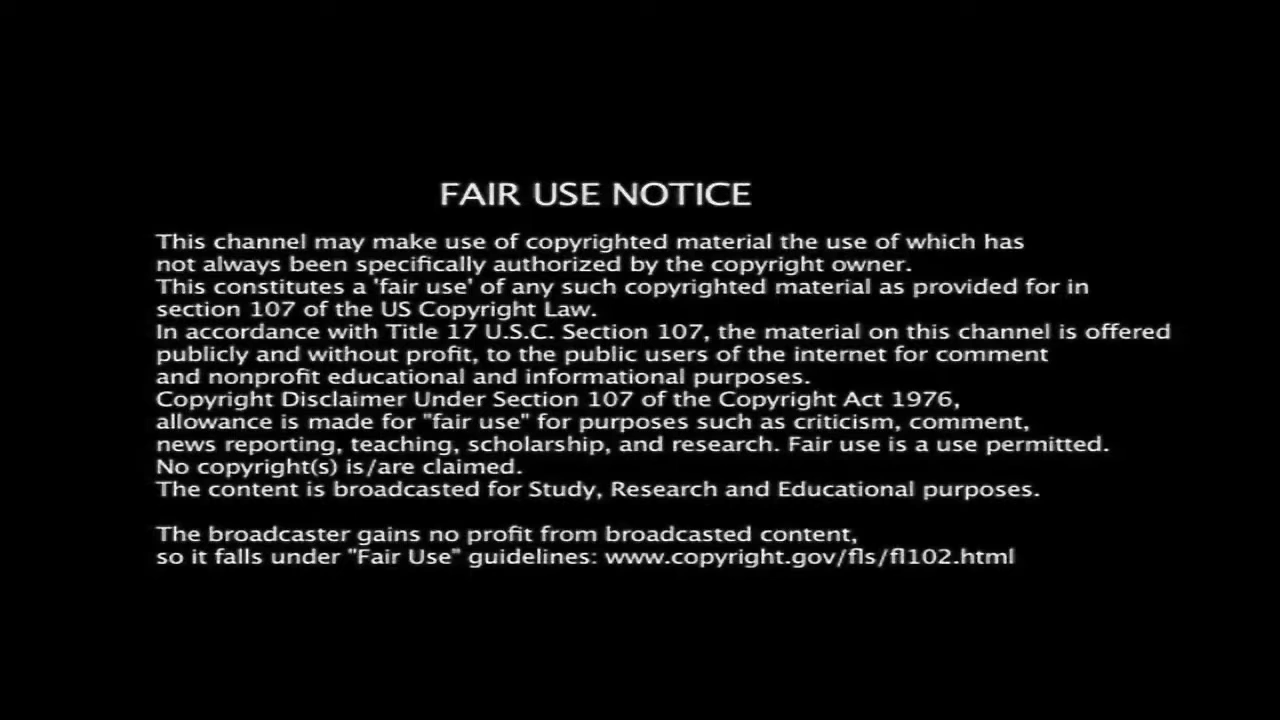 FAIR USE NOTICE
This channel may make use of copyrighted material the use of which has
not always been specifically authorized by the copyright owner.
This constitutes a 'fair use' of any such copyrighted material as provided for in
section 107 of the US Copyright Law.
In accordance with Title 17 U.S.C. Section 107, the material on this channel is offered
publicly and without profit, to the public users of the internet for comment
and nonprofit educational and informational purposes.
Copyright Disclaimer Under Section 107 of the Copyright Act 1976,
allowance is made for "fair use" for purposes such as criticism, comment,
news reporting, teaching, scholarship, and research. Fair use is a use permitted.
No copyright(s) is/are claimed.
The content is broadcasted for Study, Research and Educational purposes.
The broadcaster gains no profit from broadcasted content,
so it falls under "Fair Use" guidelines: www.copyright.gov/fls/fl102.html